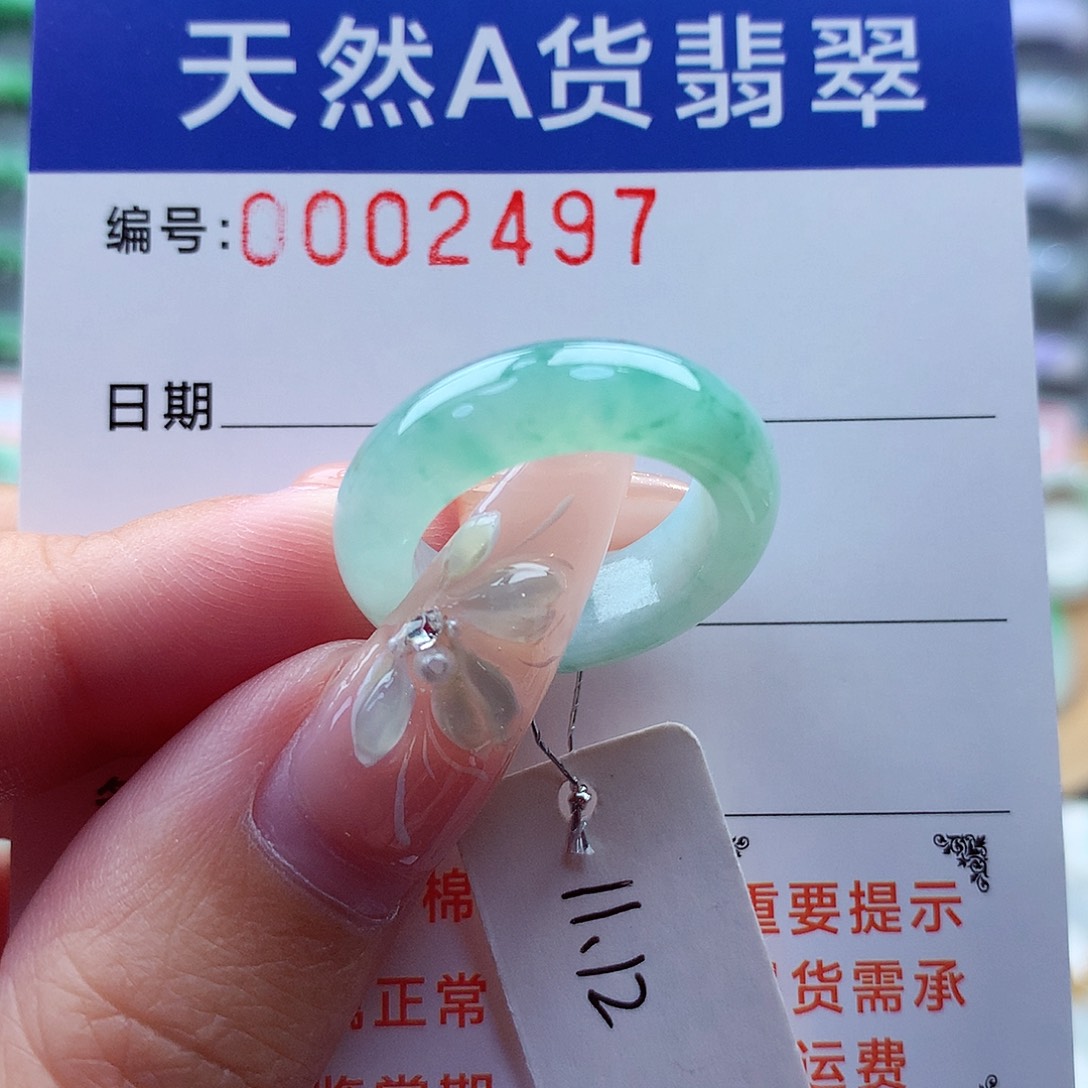 天然A货翡翠
编号:0002497
日期
11.12
棉
重要提示
正常
货需承
运费